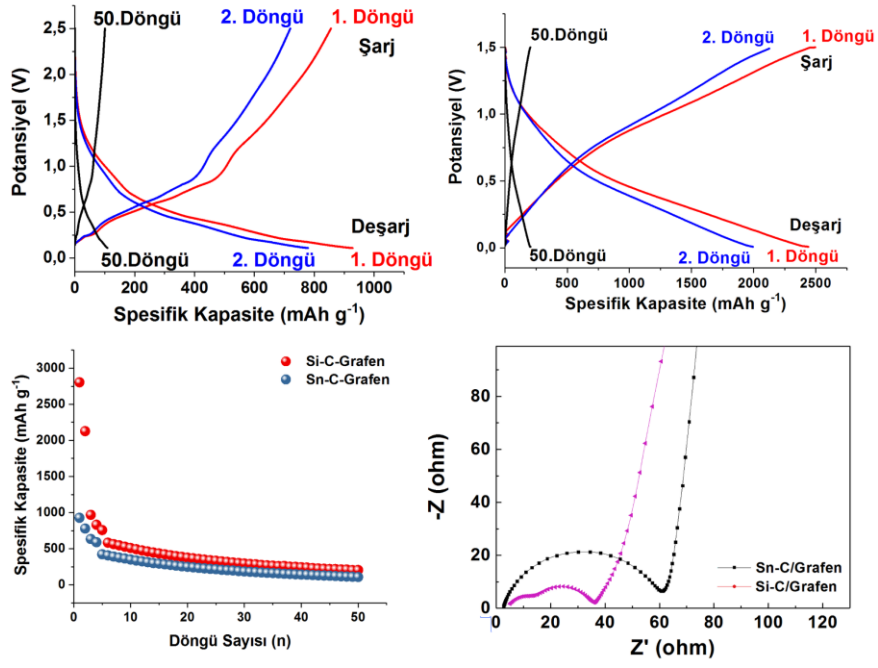 2,5
50.Döngü
2. Döngü
1. Döngü
Şarj
2,0
1,5
1,0
0,5
0,0
Potansiyel (V)
Deşarj
50.Döngü
2. Döngü
1. Döngü
0 200 400 600 800 1000
Spesifik Kapasite (mAh g⁻¹)
50.Döngü
2. Döngü
1. Döngü
Şarj
1,5
1,0
0,5
0,0
Potansiyel (V)
Deşarj
50.Döngü
2. Döngü
1. Döngü
0 500 1000 1500 2000 2500
Spesifik Kapasite (mAh g⁻¹)
Si-C-Grafen
Sn-C-Grafen
3000
2500
2000
1500
1000
500
0
Spesifik Kapasite (mAh g⁻¹)
0 10 20 30 40 50
Döngü Sayısı (n)
80
60
40
20
0
-Z (ohm)
Sn-C/Grafen
Si-C/Grafen
0 20 40 60 80 100 120
Z' (ohm)